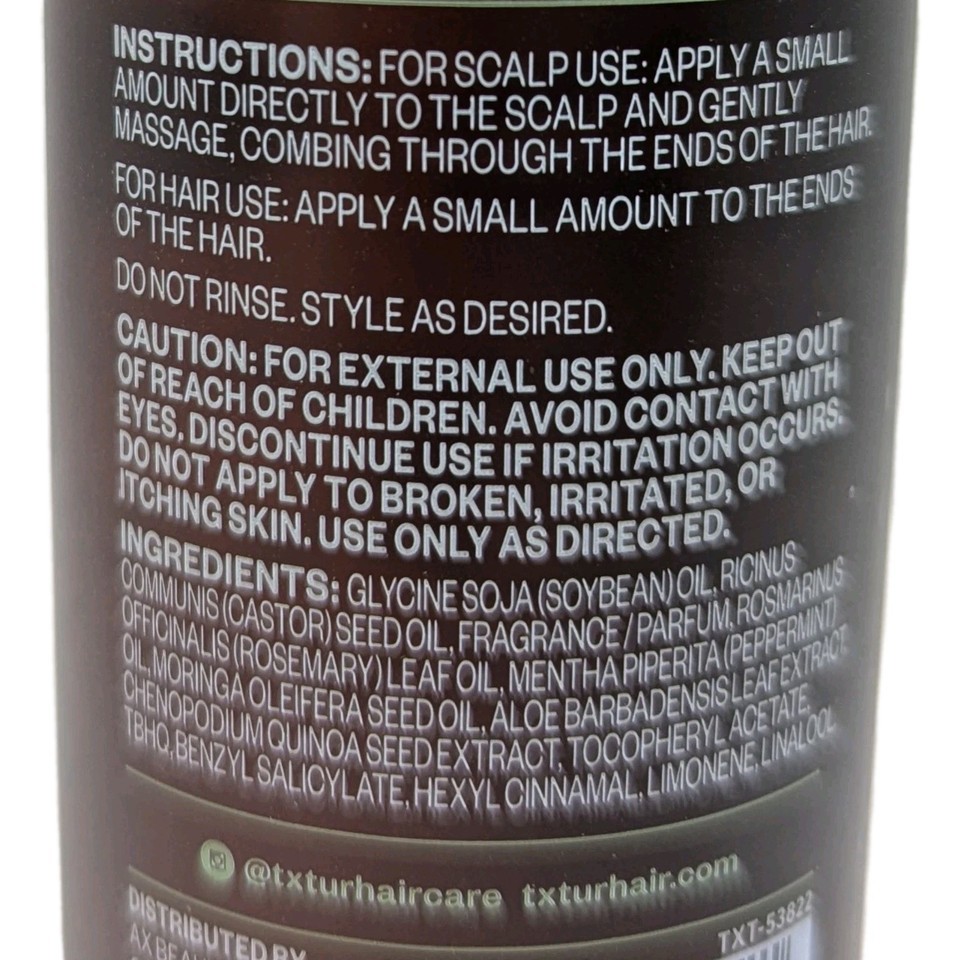 INSTRUCTIONS: FOR SCALP USE: APPLY A SMALL
AMOUNT DIRECTLY TO THE SCALP AND GENTLY
MASSAGE, COMBING THROUGH THE ENDS OF THE HAIR.
FOR HAIR USE: APPLY A SMALL AMOUNT TO THE ENDS
OF THE HAIR.
DO NOT RINSE. STYLE AS DESIRED.
CAUTION: FOR EXTERNAL USE ONLY. KEEP OUT
OF REACH OF CHILDREN. AVOID CONTACT WITH
EYES. DISCONTINUE USE IF IRRITATION OCCURS.
DO NOT APPLY TO BROKEN, IRRITATED, OR
ITCHING SKIN. USE ONLY AS DIRECTED.
INGREDIENTS: GLYCINE SOJA (SOYBEAN) OIL, RICINUS
COMMUNIS (CASTOR) SEED OIL, FRAGRANCE / PARFUM, ROSMARINUS
OFFICINALIS (ROSEMARY) LEAF OIL, MENTHA PIPERITA (PEPPERMINT)
OIL, MORINGA OLEIFERA SEED OIL, ALOE BARBADENSIS LEAF EXTRACT,
CHENOPODIUM QUINOA SEED EXTRACT, TOCOPHERYL ACETATE,
TBHQ, BENZYL SALICYLATE, HEXYL CINNAMAL, LIMONENE, LINALOOL
@txturhaircare txturhair.com
DISTRIBUTED BY
TXT-53822